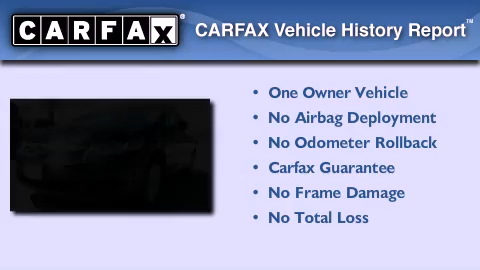 CARFAX® CARFAX Vehicle History Report™
• One Owner Vehicle
• No Airbag Deployment
• No Odometer Rollback
• Carfax Guarantee
• No Frame Damage
• No Total Loss